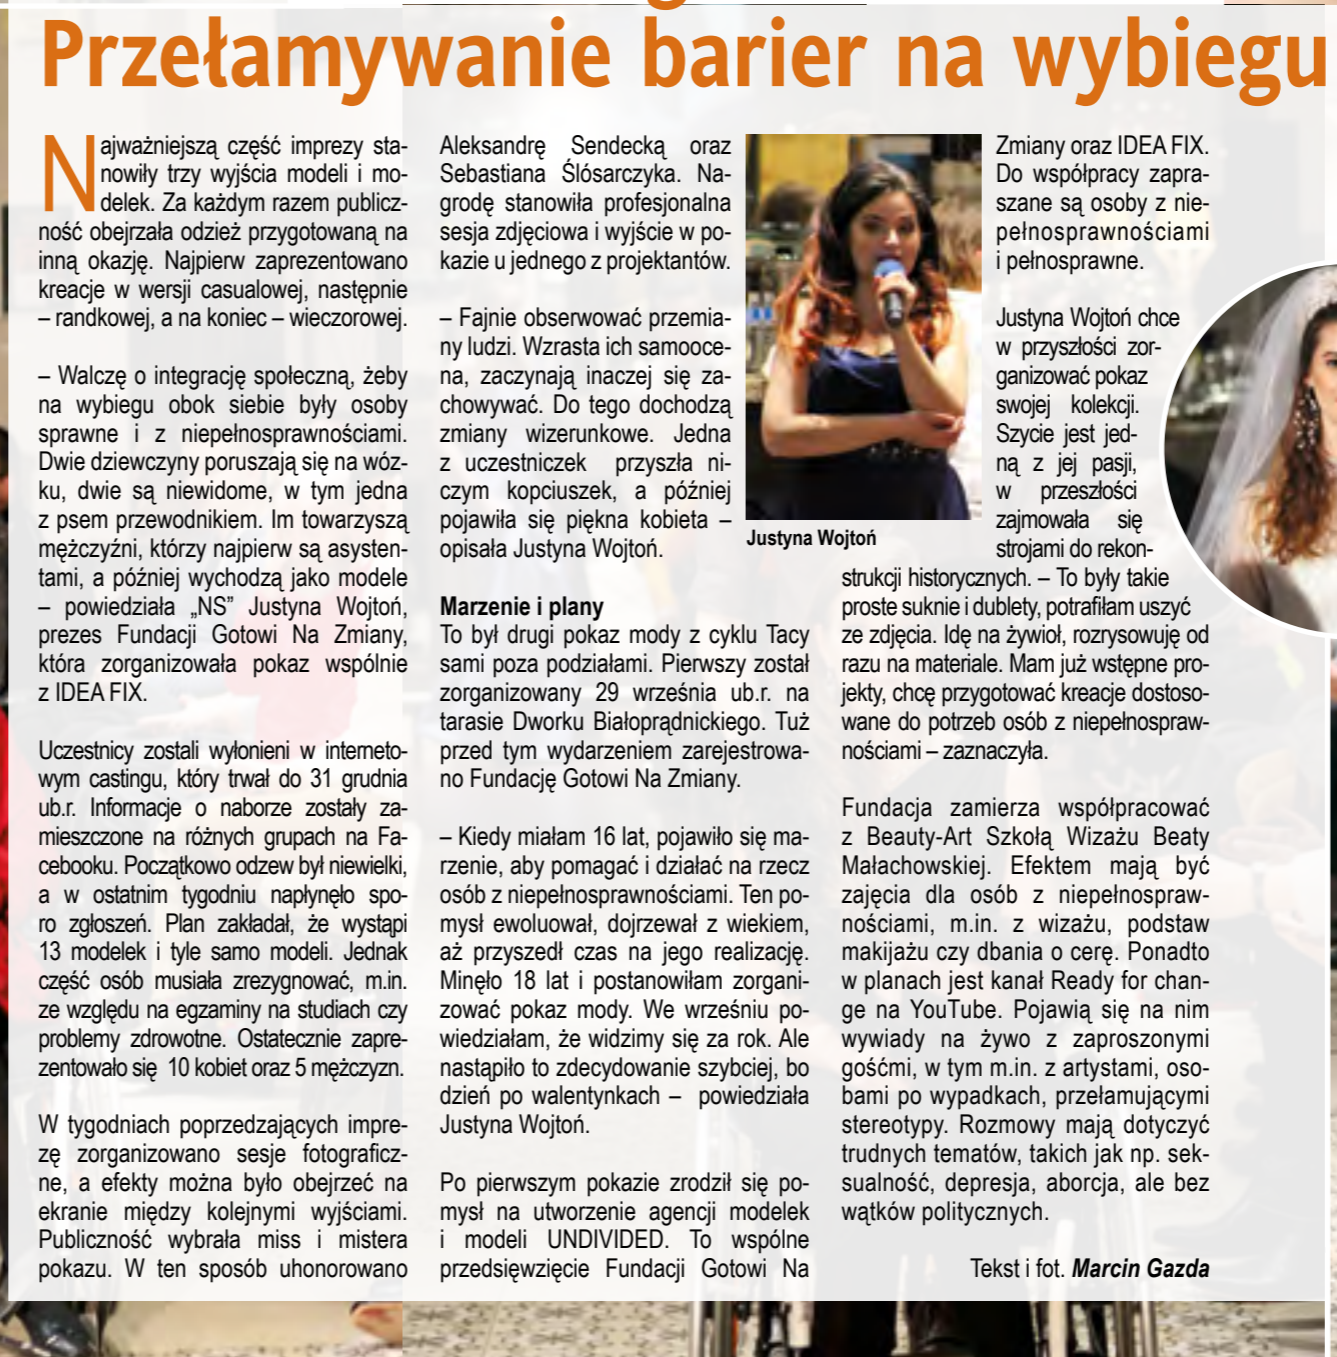 Przełamywanie barier na wybiegu
Najważniejszą część imprezy sta-
nowiły trzy wyjścia modeli i mo-
delek. Za każdym razem publicz-
ność obejrzała odzież przygotowaną na
inną okazję. Najpierw zaprezentowano
kreacje w wersji casualowej, następnie
– randkowej, a na koniec – wieczorowej.
– Walczę o integrację społeczną, żeby
na wybiegu obok siebie były osoby
sprawne i z niepełnosprawnościami.
Dwie dziewczyny poruszają się na wóz-
ku, dwie są niewidome, w tym jedna
z psem przewodnikiem. Im towarzyszą
mężczyźni, którzy najpierw są asysten-
tami, a później wychodzą jako modele
– powiedziała „NS” Justyna Wojtoń,
prezes Fundacji Gotowi Na Zmiany,
która zorganizowała pokaz wspólnie
z IDEA FIX.
Uczestnicy zostali wyłonieni w interneto-
wym castingu, który trwał do 31 grudnia
ub.r. Informacje o naborze zostały za-
mieszczone na różnych grupach na Fa-
cebooku. Początkowo odzew był niewielki,
a w ostatnim tygodniu napłynęło spo-
ro zgłoszeń. Plan zakładał, że wystąpi
13 modelek i tyle samo modeli. Jednak
część osób musiała zrezygnować, m.in.
ze względu na egzaminy na studiach czy
problemy zdrowotne. Ostatecznie zapre-
zentowało się 10 kobiet oraz 5 mężczyzn.
W tygodniach poprzedzających impre-
zę zorganizowano sesje fotograficz-
ne, a efekty można było obejrzeć na
ekranie między kolejnymi wyjściami.
Publiczność wybrała miss i mistera
pokazu. W ten sposób uhonorowano
Aleksandrę Sendecką oraz
Sebastiana Ślósarczyka. Na-
grodę stanowiła profesjonalna
sesja zdjęciowa i wyjście w po-
kazie u jednego z projektantów.
– Fajnie obserwować przemia-
ny ludzi. Wzrasta ich samooce-
na, zaczynają inaczej się za-
chowywać. Do tego dochodzą
zmiany wizerunkowe. Jedna
z uczestniczek przyszła ni-
czym kopciuszek, a później
pojawiła się piękna kobieta –
opisała Justyna Wojtoń.
Marzenie i plany
To był drugi pokaz mody z cyklu Tacy
sami poza podziałami. Pierwszy został
zorganizowany 29 września ub.r. na
tarasie Dworku Białoprądnickiego. Tuż
przed tym wydarzeniem zarejestrowa-
no Fundację Gotowi Na Zmiany.
– Kiedy miałam 16 lat, pojawiło się ma-
rzenie, aby pomagać i działać na rzecz
osób z niepełnosprawnościami. Ten po-
mysł ewoluował, dojrzewał z wiekiem,
aż przyszedł czas na jego realizację.
Minęło 18 lat i postanowiłam zorgani-
zować pokaz mody. We wrześniu po-
wiedziałam, że widzimy się za rok. Ale
nastąpiło to zdecydowanie szybciej, bo
dzień po walentynkach – powiedziała
Justyna Wojtoń.
Po pierwszym pokazie zrodził się po-
mysł na utworzenie agencji modelek
i modeli UNDIVIDED. To wspólne
przedsięwzięcie Fundacji Gotowi Na
Justyna Wojtoń
Zmiany oraz IDEA FIX.
Do współpracy zapra-
szane są osoby z nie-
pełnosprawnościami
i pełnosprawne.
Justyna Wojtoń chce
w przyszłości zor-
ganizować pokaz
swojej kolekcji.
Szycie jest jed-
ną z jej pasji,
w przeszłości
zajmowała się
strojami do rekon-
strukcji historycznych. – To były takie
proste suknie i dublety, potrafiłam uszyć
ze zdjęcia. Idę na żywioł, rozrysowuję od
razu na materiale. Mam już wstępne pro-
jekty, chcę przygotować kreacje dostoso-
wane do potrzeb osób z niepełnospraw-
nościami – zaznaczyła.
Fundacja zamierza współpracować
z Beauty-Art Szkołą Wizażu Beaty
Małachowskiej. Efektem mają być
zajęcia dla osób z niepełnospraw-
nościami, m.in. z wizażu, podstaw
makijażu czy dbania o cerę. Ponadto
w planach jest kanał Ready for chan-
ge na YouTube. Pojawią się na nim
wywiady na żywo z zaproszonymi
gośćmi, w tym m.in. z artystami, oso-
bami po wypadkach, przełamującymi
stereotypy. Rozmowy mają dotyczyć
trudnych tematów, takich jak np. sek-
sualność, depresja, aborcja, ale bez
wątków politycznych.
Tekst i fot. Marcin Gazda